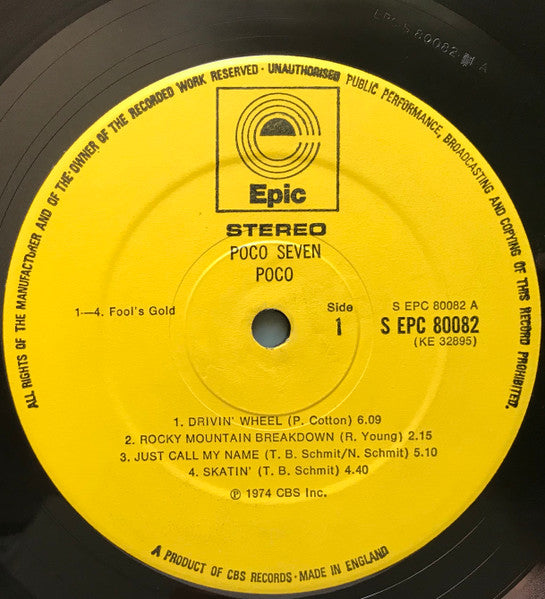 EPC S 80082 A
ALL RIGHTS OF THE MANUFACTURER AND OF THE OWNER OF THE RECORDED WORK RESERVED · UNAUTHORISED PUBLIC PERFORMANCE, BROADCASTING AND COPYING OF THIS RECORD PROHIBITED.
Epic
STEREO
POCO SEVEN
POCO
1—4. Fool's Gold
Side
1
S EPC 80082 A
S EPC 80082
(KE 32895)
1. DRIVIN' WHEEL (P. Cotton) 6.09
2. ROCKY MOUNTAIN BREAKDOWN (R. Young) 2.15
3. JUST CALL MY NAME (T. B. Schmit/N. Schmit) 5.10
4. SKATIN' (T. B. Schmit) 4.40
℗ 1974 CBS Inc.
A PRODUCT OF CBS RECORDS · MADE IN ENGLAND